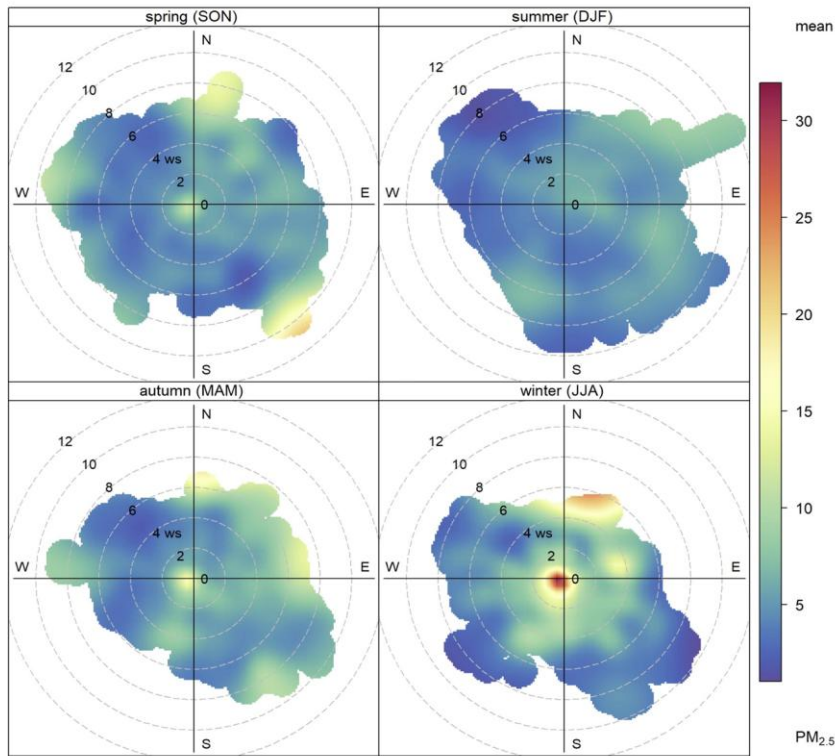 spring (SON)
summer (DJF)
mean
N
12
10
8
6
4 ws
2
0
W
E
S
N
12
10
8
6
4 ws
2
0
W
E
S
30
25
20
15
10
5
autumn (MAM)
winter (JJA)
N
12
10
8
6
4 ws
2
0
W
E
S
N
12
10
8
6
4 ws
2
0
W
E
S
PM2.5